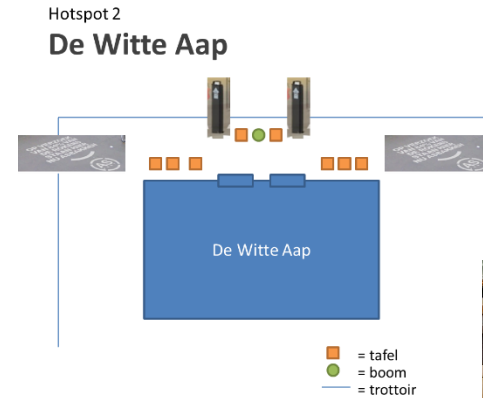 Hotspot 2
De Witte Aap
De Witte Aap
= tafel
= boom
= trottoir